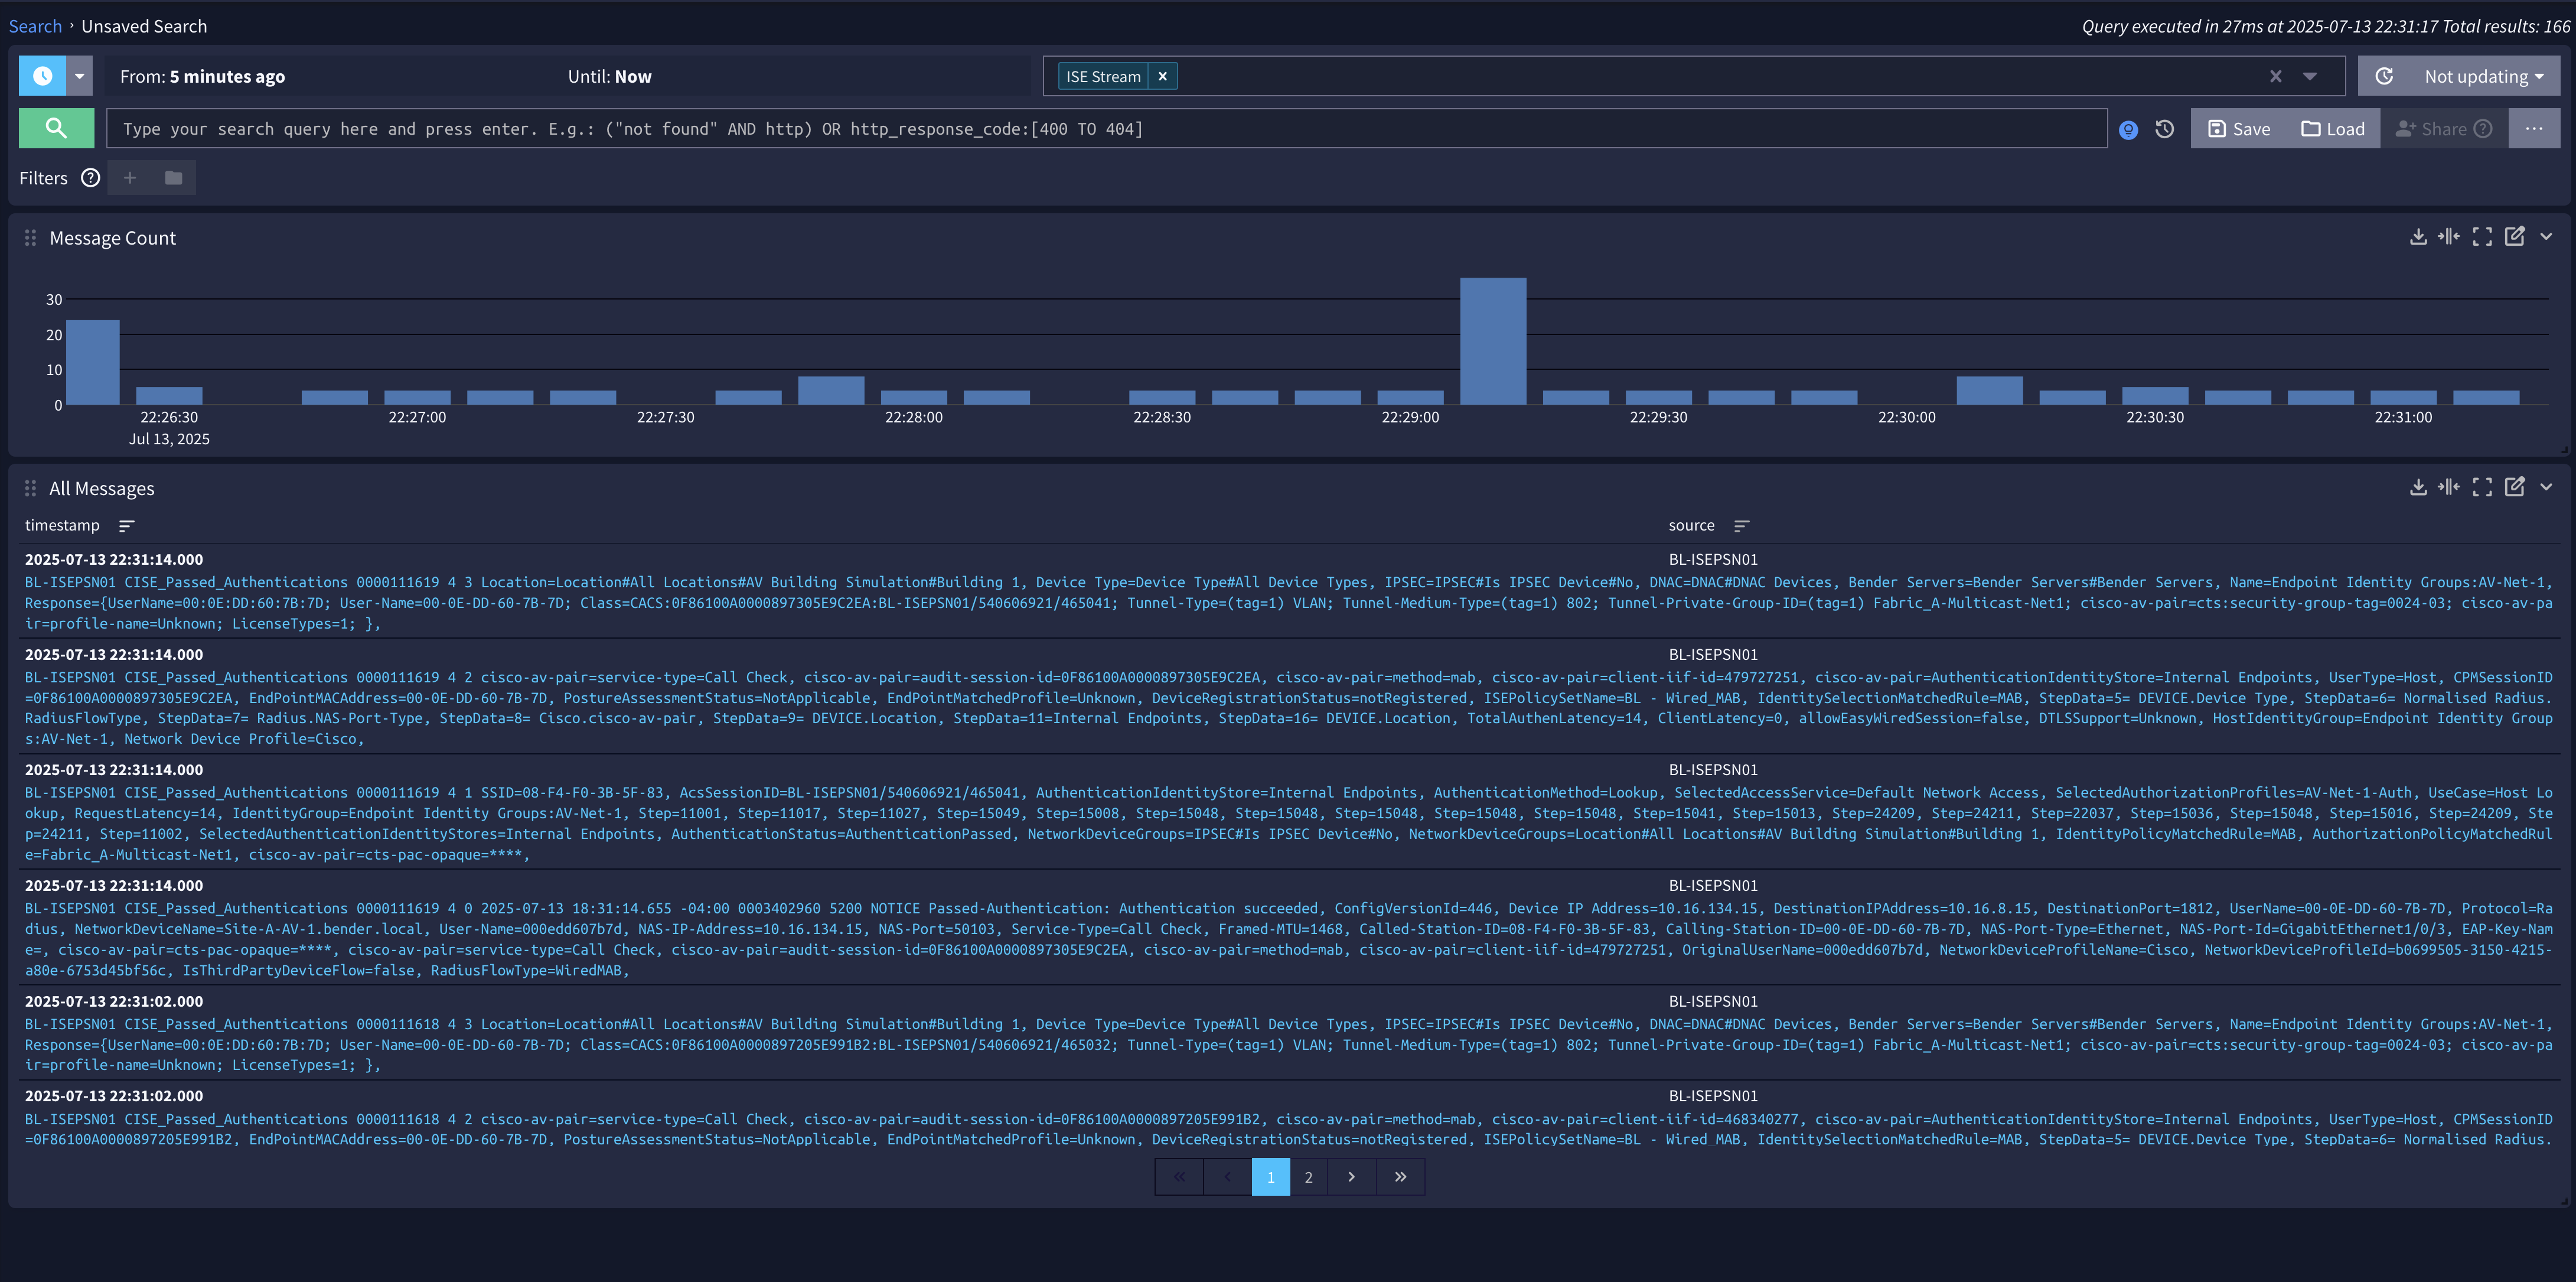 Search › Unsaved Search
Query executed in 27ms at 2025-07-13 22:31:17 Total results: 166
From: 5 minutes ago
Until: Now
ISE Stream ×
Not updating
Type your search query here and press enter. E.g.: ("not found" AND http) OR http_response_code:[400 TO 404]
Save
Load
Share
Filters
Message Count
30
20
10
0
22:26:30 22:27:00 22:27:30 22:28:00 22:28:30 22:29:00 22:29:30 22:30:00 22:30:30 22:31:00
Jul 13, 2025
All Messages
timestamp source
2025-07-13 22:31:14.000 BL-ISEPSN01
BL-ISEPSN01 CISE_Passed_Authentications 0000111619 4 3 Location=Location#All Locations#AV Building Simulation#Building 1, Device Type=Device Type#All Device Types, IPSEC=IPSEC#Is IPSEC Device#No, DNAC=DNAC#DNAC Devices, Bender Servers=Bender Servers#Bender Servers, Name=Endpoint Identity Groups:AV-Net-1,
Response={UserName=00:0E:DD:60:7B:7D; User-Name=00-0E-DD-60-7B-7D; Class=CACS:0F86100A0000897305E9C2EA:BL-ISEPSN01/540606921/465041; Tunnel-Type=(tag=1) VLAN; Tunnel-Medium-Type=(tag=1) 802; Tunnel-Private-Group-ID=(tag=1) Fabric_A-Multicast-Net1; cisco-av-pair=cts:security-group-tag=0024-03; cisco-av-pa
ir=profile-name=Unknown; LicenseTypes=1; },
2025-07-13 22:31:14.000 BL-ISEPSN01
BL-ISEPSN01 CISE_Passed_Authentications 0000111619 4 2 cisco-av-pair=service-type=Call Check, cisco-av-pair=audit-session-id=0F86100A0000897305E9C2EA, cisco-av-pair=method=mab, cisco-av-pair=client-iif-id=479727251, cisco-av-pair=AuthenticationIdentityStore=Internal Endpoints, UserType=Host, CPMSessionID
=0F86100A0000897305E9C2EA, EndPointMACAddress=00-0E-DD-60-7B-7D, PostureAssessmentStatus=NotApplicable, EndPointMatchedProfile=Unknown, DeviceRegistrationStatus=notRegistered, ISEPolicySetName=BL - Wired_MAB, IdentitySelectionMatchedRule=MAB, StepData=5= DEVICE.Device Type, StepData=6= Normalised Radius.
RadiusFlowType, StepData=7= Radius.NAS-Port-Type, StepData=8= Cisco.cisco-av-pair, StepData=9= DEVICE.Location, StepData=11=Internal Endpoints, StepData=16= DEVICE.Location, TotalAuthenLatency=14, ClientLatency=0, allowEasyWiredSession=false, DTLSSupport=Unknown, HostIdentityGroup=Endpoint Identity Group
s:AV-Net-1, Network Device Profile=Cisco,
2025-07-13 22:31:14.000 BL-ISEPSN01
BL-ISEPSN01 CISE_Passed_Authentications 0000111619 4 1 SSID=08-F4-F0-3B-5F-83, AcsSessionID=BL-ISEPSN01/540606921/465041, AuthenticationIdentityStore=Internal Endpoints, AuthenticationMethod=Lookup, SelectedAccessService=Default Network Access, SelectedAuthorizationProfiles=AV-Net-1-Auth, UseCase=Host Lo
okup, RequestLatency=14, IdentityGroup=Endpoint Identity Groups:AV-Net-1, Step=11001, Step=11017, Step=11027, Step=15049, Step=15008, Step=15048, Step=15048, Step=15048, Step=15048, Step=15048, Step=15041, Step=15013, Step=24209, Step=24211, Step=22037, Step=15036, Step=15048, Step=15016, Step=24209, Ste
p=24211, Step=11002, SelectedAuthenticationIdentityStores=Internal Endpoints, AuthenticationStatus=AuthenticationPassed, NetworkDeviceGroups=IPSEC#Is IPSEC Device#No, NetworkDeviceGroups=Location#All Locations#AV Building Simulation#Building 1, IdentityPolicyMatchedRule=MAB, AuthorizationPolicyMatchedRul
e=Fabric_A-Multicast-Net1, cisco-av-pair=cts-pac-opaque=****,
2025-07-13 22:31:14.000 BL-ISEPSN01
BL-ISEPSN01 CISE_Passed_Authentications 0000111619 4 0 2025-07-13 18:31:14.655 -04:00 0003402960 5200 NOTICE Passed-Authentication: Authentication succeeded, ConfigVersionId=446, Device IP Address=10.16.134.15, DestinationIPAddress=10.16.8.15, DestinationPort=1812, UserName=00-0E-DD-60-7B-7D, Protocol=Ra
dius, NetworkDeviceName=Site-A-AV-1.bender.local, User-Name=000edd607b7d, NAS-IP-Address=10.16.134.15, NAS-Port=50103, Service-Type=Call Check, Framed-MTU=1468, Called-Station-ID=08-F4-F0-3B-5F-83, Calling-Station-ID=00-0E-DD-60-7B-7D, NAS-Port-Type=Ethernet, NAS-Port-Id=GigabitEthernet1/0/3, EAP-Key-Nam
e=, cisco-av-pair=cts-pac-opaque=****, cisco-av-pair=service-type=Call Check, cisco-av-pair=audit-session-id=0F86100A0000897305E9C2EA, cisco-av-pair=method=mab, cisco-av-pair=client-iif-id=479727251, OriginalUserName=000edd607b7d, NetworkDeviceProfileName=Cisco, NetworkDeviceProfileId=b0699505-3150-4215-
a80e-6753d45bf56c, IsThirdPartyDeviceFlow=false, RadiusFlowType=WiredMAB,
2025-07-13 22:31:02.000 BL-ISEPSN01
BL-ISEPSN01 CISE_Passed_Authentications 0000111618 4 3 Location=Location#All Locations#AV Building Simulation#Building 1, Device Type=Device Type#All Device Types, IPSEC=IPSEC#Is IPSEC Device#No, DNAC=DNAC#DNAC Devices, Bender Servers=Bender Servers#Bender Servers, Name=Endpoint Identity Groups:AV-Net-1,
Response={UserName=00:0E:DD:60:7B:7D; User-Name=00-0E-DD-60-7B-7D; Class=CACS:0F86100A0000897205E991B2:BL-ISEPSN01/540606921/465032; Tunnel-Type=(tag=1) VLAN; Tunnel-Medium-Type=(tag=1) 802; Tunnel-Private-Group-ID=(tag=1) Fabric_A-Multicast-Net1; cisco-av-pair=cts:security-group-tag=0024-03; cisco-av-pa
ir=profile-name=Unknown; LicenseTypes=1; },
2025-07-13 22:31:02.000 BL-ISEPSN01
BL-ISEPSN01 CISE_Passed_Authentications 0000111618 4 2 cisco-av-pair=service-type=Call Check, cisco-av-pair=audit-session-id=0F86100A0000897205E991B2, cisco-av-pair=method=mab, cisco-av-pair=client-iif-id=468340277, cisco-av-pair=AuthenticationIdentityStore=Internal Endpoints, UserType=Host, CPMSessionID
=0F86100A0000897205E991B2, EndPointMACAddress=00-0E-DD-60-7B-7D, PostureAssessmentStatus=NotApplicable, EndPointMatchedProfile=Unknown, DeviceRegistrationStatus=notRegistered, ISEPolicySetName=BL - Wired_MAB, IdentitySelectionMatchedRule=MAB, StepData=5= DEVICE.Device Type, StepData=6= Normalised Radius.
« ‹ 1 2 › »